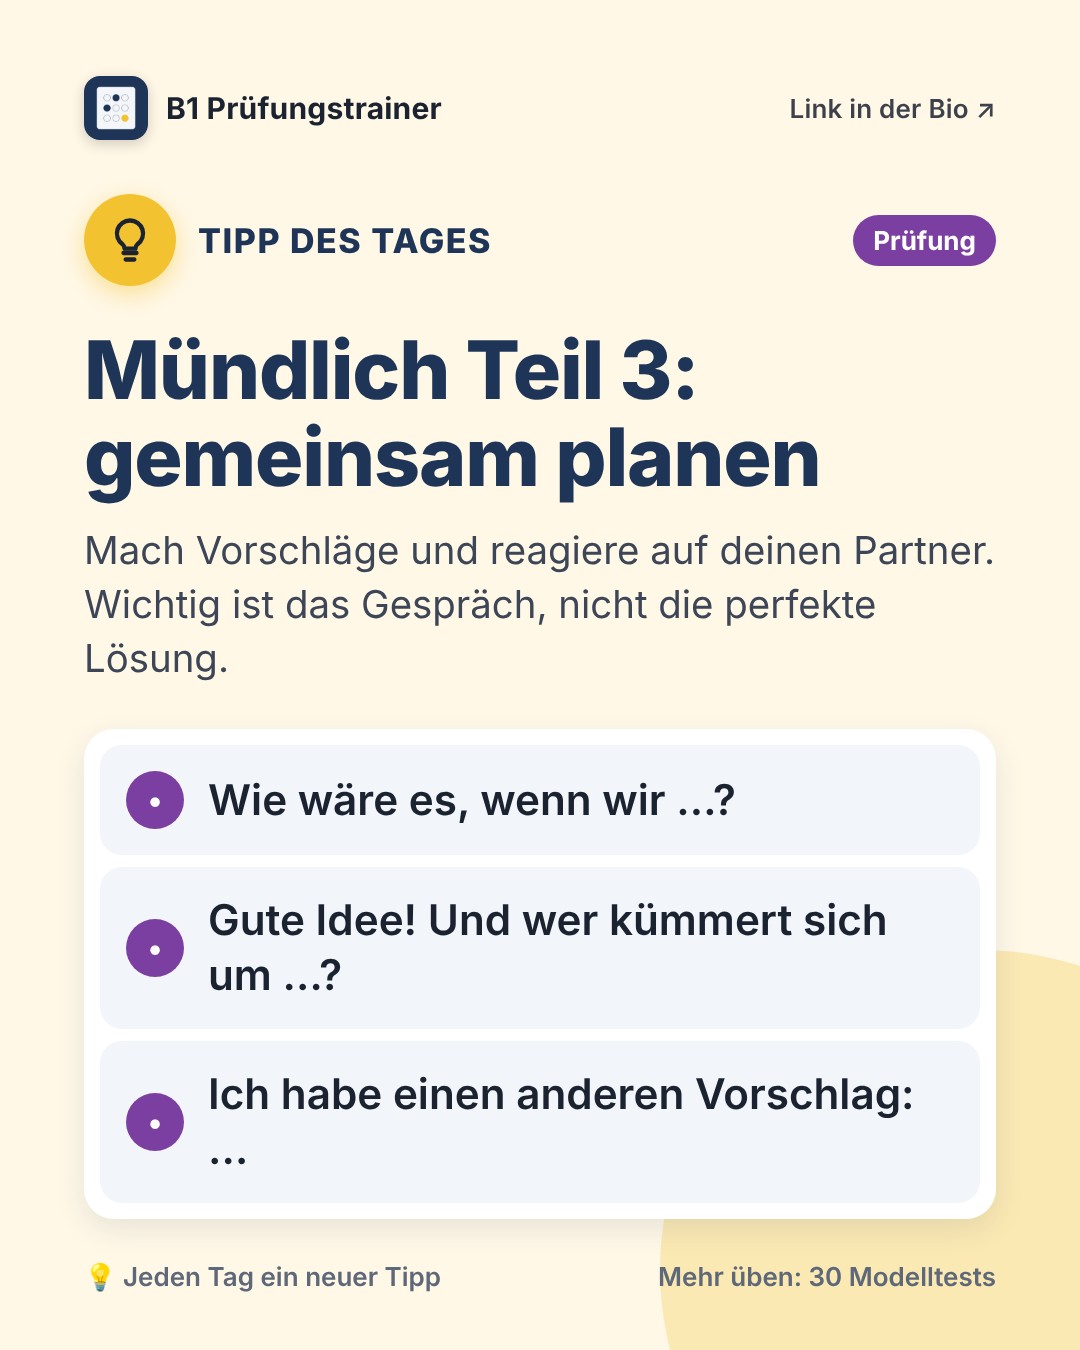 B1 Prüfungstrainer
Link in der Bio ↗
TIPP DES TAGES
Prüfung
Mündlich Teil 3:
gemeinsam planen
Mach Vorschläge und reagiere auf deinen Partner.
Wichtig ist das Gespräch, nicht die perfekte
Lösung.
Wie wäre es, wenn wir …?
Gute Idee! Und wer kümmert sich
um …?
Ich habe einen anderen Vorschlag:
…
💡 Jeden Tag ein neuer Tipp
Mehr üben: 30 Modelltests